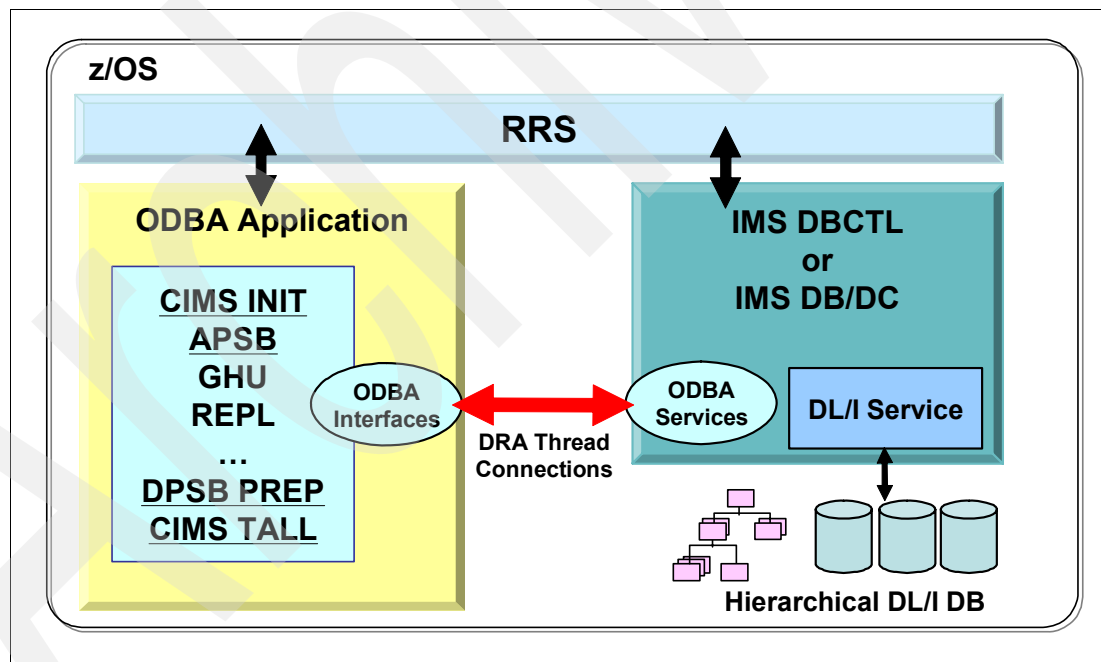 z/OS
RRS
ODBA Application
CIMS INIT
APSB
GHU
REPL
…
DPSB PREP
CIMS TALL
ODBA
Interfaces
DRA Thread
Connections
IMS DBCTL
or
IMS DB/DC
ODBA
Services
DL/I Service
Hierarchical DL/I DB